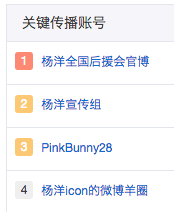 关键传播账号
1 杨洋全国后援会官博
2 杨洋宣传组
3 PinkBunny28
4 杨洋icon的微博羊圈